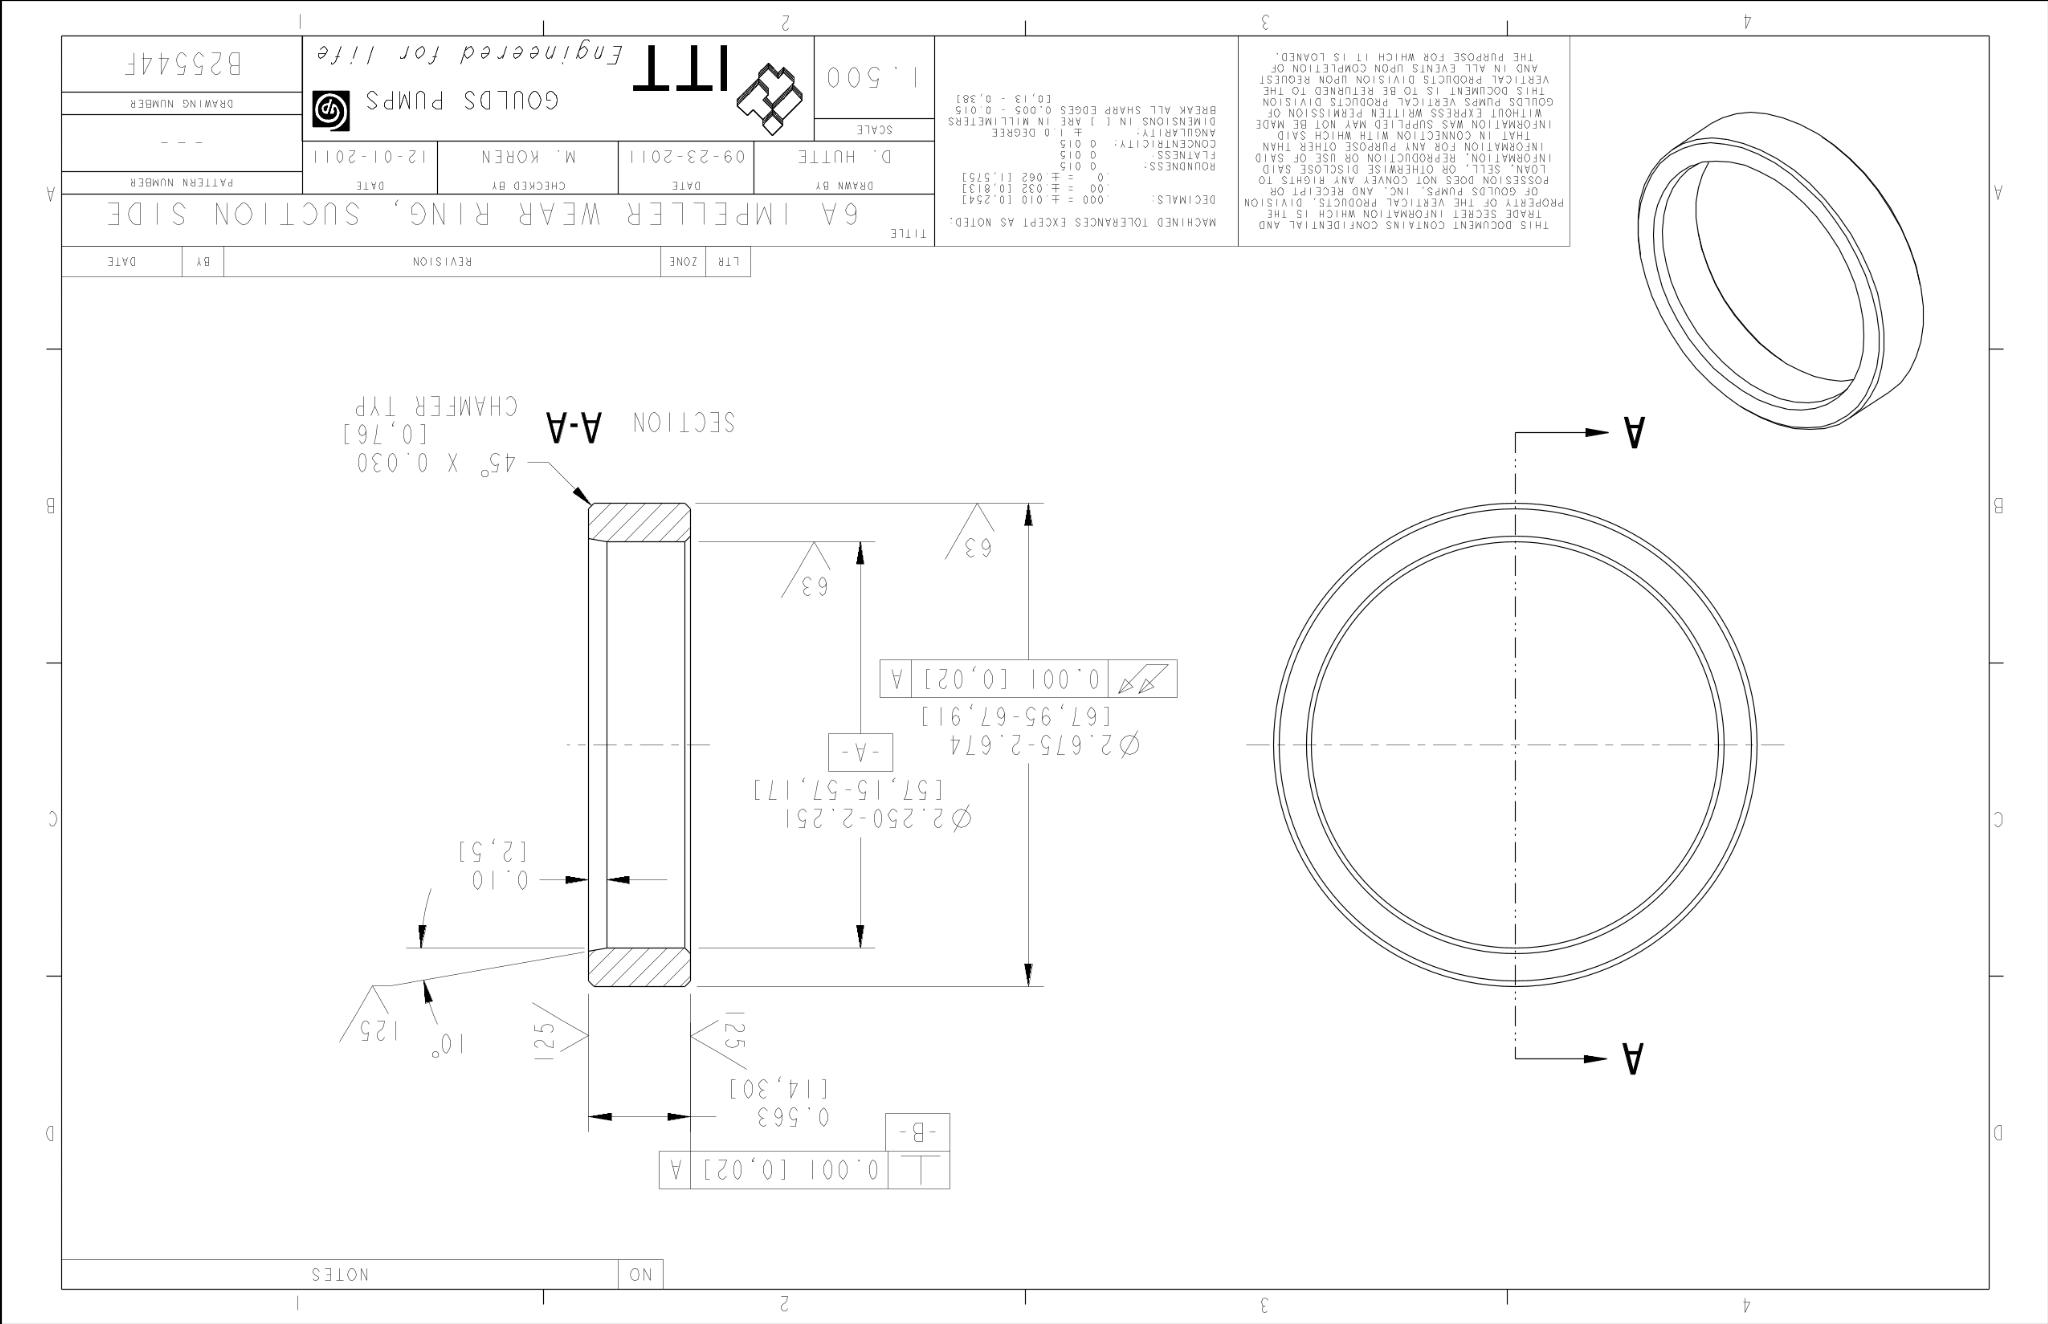 4
3
2
1
NO
NOTES
D
D
⟂ 0.001 [0,02] A
-B-
0.563
[14,30]
125
125
10°
125
A
0.10
[2,5]
C
C
Ø2.250-2.251
[57,15-57,17]
-A-
Ø2.675-2.674
[67,95-67,91]
0.001 [0,02] A
63
63
B
B
45° X 0.030
[0,76]
CHAMFER TYP
SECTION A-A
A
LTR
ZONE
REVISION
BY
DATE
A
A
THIS DOCUMENT CONTAINS CONFIDENTIAL AND
TRADE SECRET INFORMATION WHICH IS THE
PROPERTY OF THE VERTICAL PRODUCTS, DIVISION
OF GOULDS PUMPS, INC, AND RECEIPT OR
POSSESSION DOES NOT CONVEY ANY RIGHTS TO
LOAN, SELL, OR OTHERWISE DISCLOSE SAID
INFORMATION, REPRODUCTION OR USE OF SAID
INFORMATION FOR ANY PURPOSE OTHER THAN
THAT IN CONNECTION WITH WHICH SAID
INFORMATION WAS SUPPLIED MAY NOT BE MADE
WITHOUT EXPRESS WRITTEN PERMISSION OF
GOULDS PUMPS VERTICAL PRODUCTS DIVISION
THIS DOCUMENT IS TO BE RETURNED TO THE
VERTICAL PRODUCTS DIVISION UPON REQUEST
AND IN ALL EVENTS UPON COMPLETION OF
THE PURPOSE FOR WHICH IT IS LOANED.
MACHINED TOLERANCES EXCEPT AS NOTED:
DECIMALS: .000 = ± .010 [0,254]
.00 = ± .032 [0,813]
.0 = ± .062 [1,575]
ROUNDNESS: 0.015
FLATNESS: 0.015
CONCENTRICITY: 0.015
ANGULARITY: ± 1.0 DEGREE
DIMENSIONS IN [ ] ARE IN MILLIMETERS
BREAK ALL SHARP EDGES 0.005 - 0.015
[0,13 - 0,38]
TITLE
6A IMPELLER WEAR RING, SUCTION SIDE
DRAWN BY
D. HUTTE
DATE
09-23-2011
CHECKED BY
M. KOREN
DATE
12-01-2011
PATTERN NUMBER
---
SCALE
1.500
ITT
GOULDS PUMPS
Engineered for life
DRAWING NUMBER
B25544F
4
3
2
1